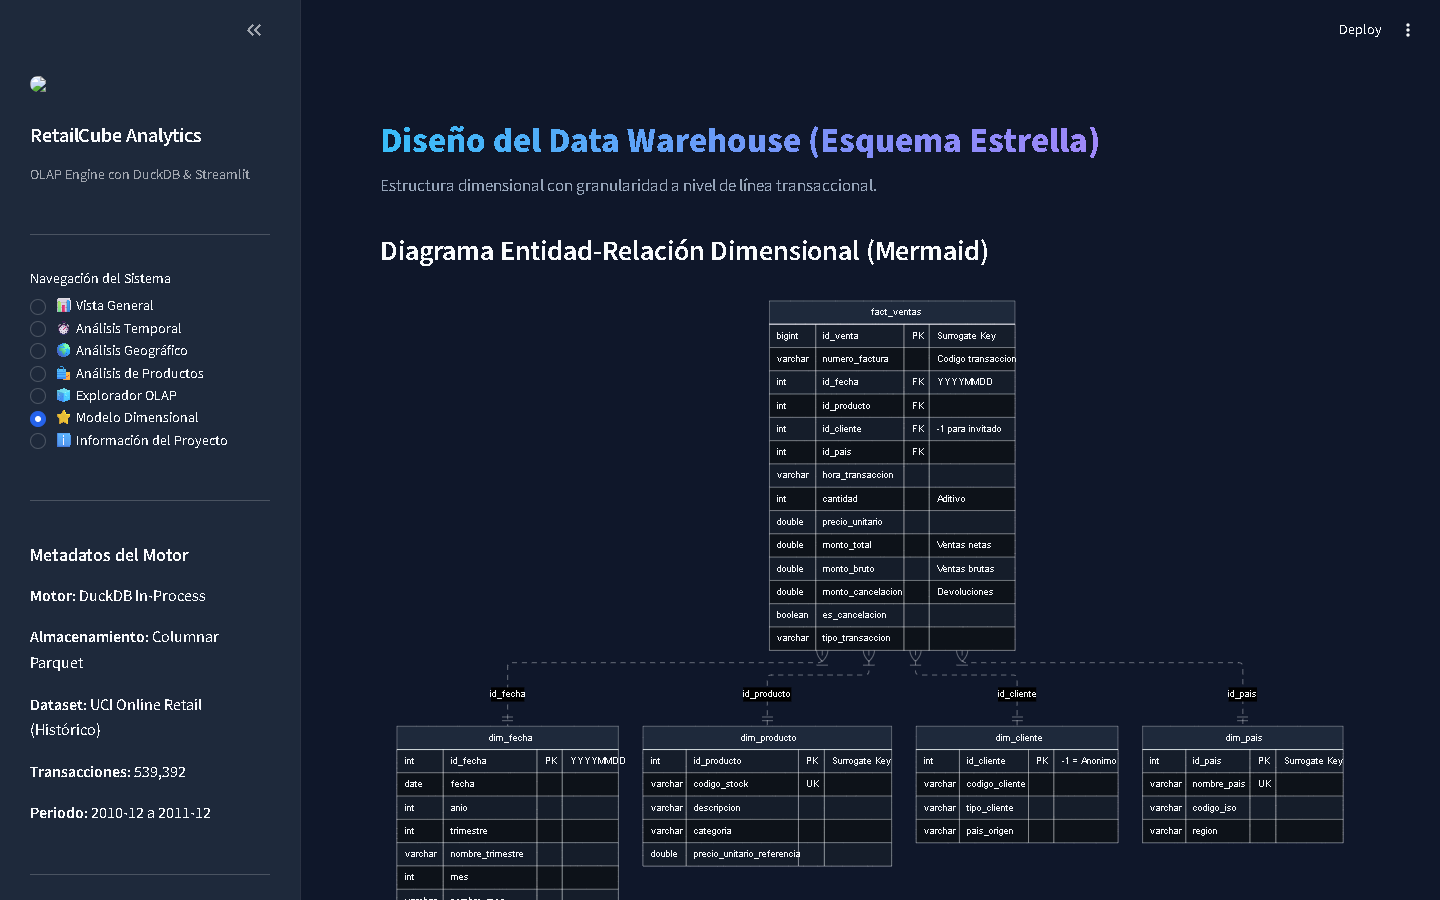 Deploy
RetailCube Analytics
OLAP Engine con DuckDB & Streamlit
Navegación del Sistema
Vista General
Análisis Temporal
Análisis Geográfico
Análisis de Productos
Explorador OLAP
Modelo Dimensional
Información del Proyecto
Metadatos del Motor
Motor: DuckDB In-Process
Almacenamiento: Columnar
Parquet
Dataset: UCI Online Retail
(Histórico)
Transacciones: 539,392
Periodo: 2010-12 a 2011-12
Diseño del Data Warehouse (Esquema Estrella)
Estructura dimensional con granularidad a nivel de línea transaccional.
Diagrama Entidad-Relación Dimensional (Mermaid)
fact_ventas
bigint id_venta PK Surrogate Key
varchar numero_factura Codigo transaccion
int id_fecha FK YYYYMMDD
int id_producto FK
int id_cliente FK -1 para invitado
int id_pais FK
varchar hora_transaccion
int cantidad Aditivo
double precio_unitario
double monto_total Ventas netas
double monto_bruto Ventas brutas
double monto_cancelacion Devoluciones
boolean es_cancelacion
varchar tipo_transaccion
id_fecha id_producto id_cliente id_pais
dim_fecha
int id_fecha PK YYYYMMDD
date fecha
int anio
int trimestre
varchar nombre_trimestre
int mes
dim_producto
int id_producto PK Surrogate Key
varchar codigo_stock UK
varchar descripcion
varchar categoria
double precio_unitario_referencia
dim_cliente
int id_cliente PK -1 = Anonimo
varchar codigo_cliente
varchar tipo_cliente
varchar pais_origen
dim_pais
int id_pais PK Surrogate Key
varchar nombre_pais UK
varchar codigo_iso
varchar region